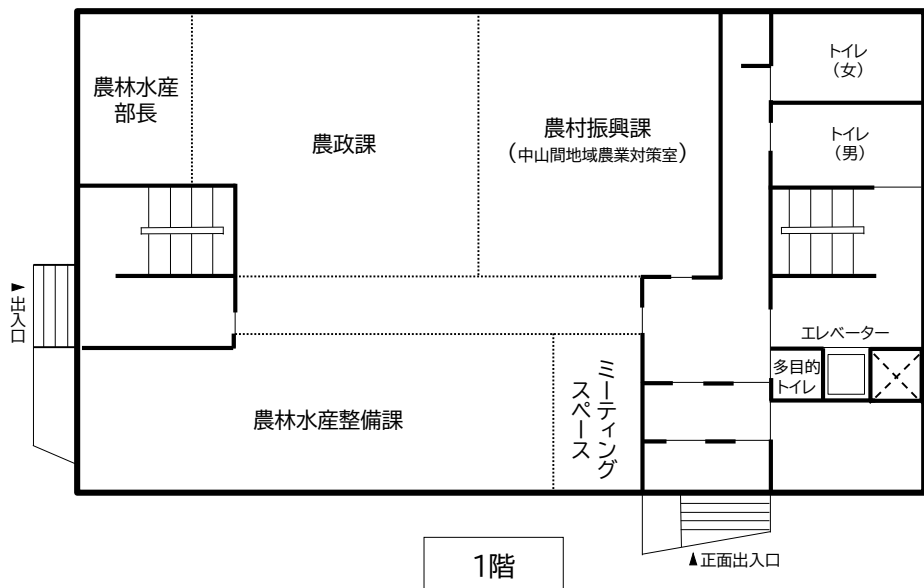 農林水産
部長
農政課
農村振興課
(中山間地域農業対策室)
トイレ
(女)
トイレ
(男)
▲出入口
エレベーター
多目的
トイレ
農林水産整備課
ミーティング
スペース
▲正面出入口
1階